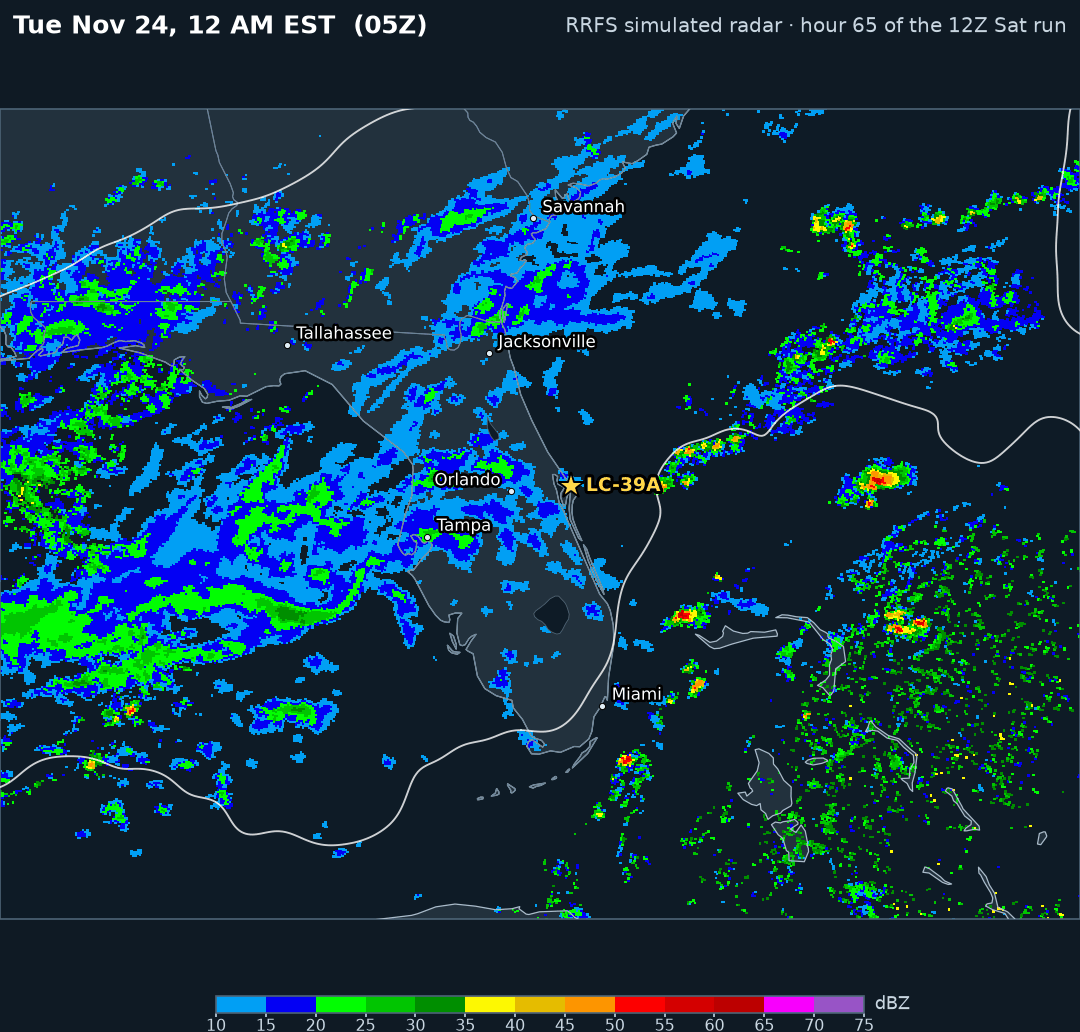 Tue Nov 24, 12 AM EST (05Z)
RRFS simulated radar · hour 65 of the 12Z Sat run
Savannah
Tallahassee
Jacksonville
Orlando
LC-39A
Tampa
Miami
dBZ
10 15 20 25 30 35 40 45 50 55 60 65 70 75